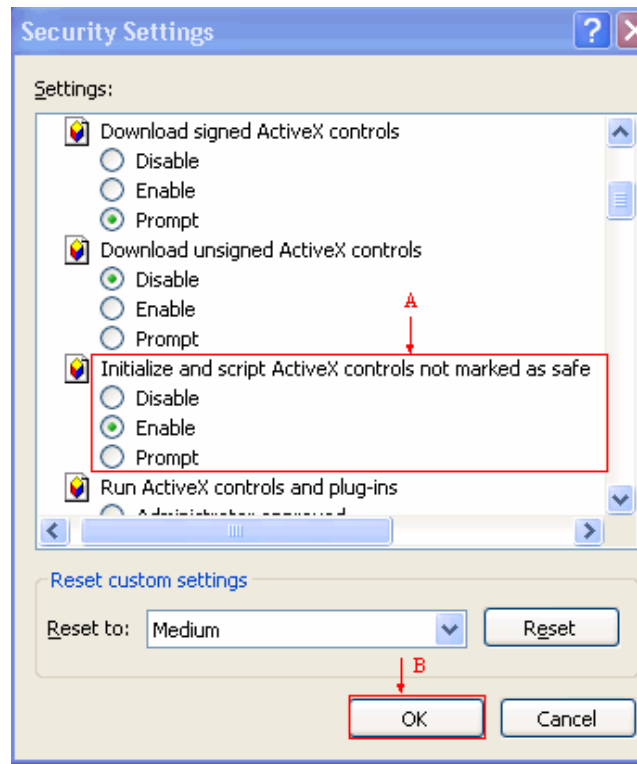 Security Settings
Settings:
Download signed ActiveX controls
Disable
Enable
Prompt
Download unsigned ActiveX controls
Disable
Enable
A
Prompt
Initialize and script ActiveX controls not marked as safe
Disable
Enable
Prompt
Run ActiveX controls and plug-ins
Administrator approved
Reset custom settings
Reset to: Medium Reset
B
OK Cancel